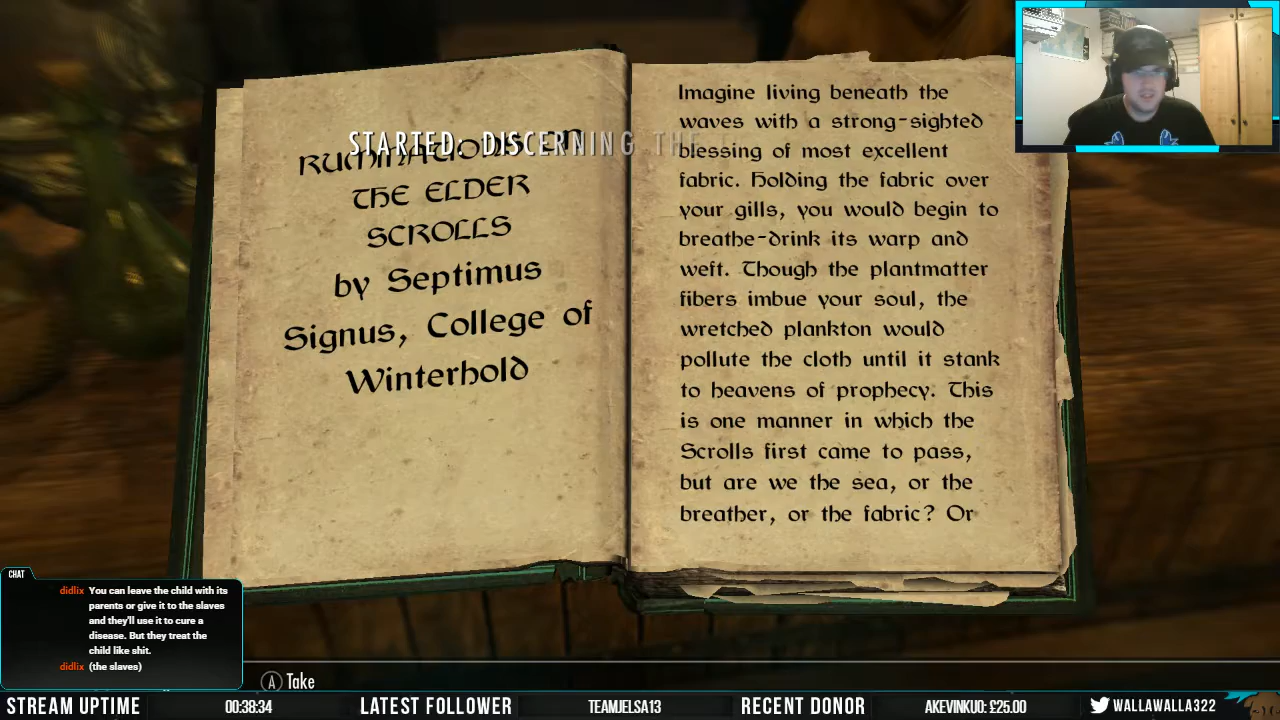 STARTED: DISCERNING THE
RUMINATIONS ON
THE ELDER
SCROLLS
by Septimus
Signus, College of
Winterhold
Imagine living beneath the
waves with a strong-sighted
blessing of most excellent
fabric. Holding the fabric over
your gills, you would begin to
breathe-drink its warp and
weft. Though the plantmatter
fibers imbue your soul, the
wretched plankton would
pollute the cloth until it stank
to heavens of prophecy. This
is one manner in which the
Scrolls first came to pass,
but are we the sea, or the
breather, or the fabric? Or
CHAT
didlix You can leave the child with its
parents or give it to the slaves
and they'll use it to cure a
disease. But they treat the
child like shit.
didlix (the slaves)
A Take
STREAM UPTIME 00:38:34 LATEST FOLLOWER TEAMJELSA13 RECENT DONOR AKEVINKUO: £25.00 WALLAWALLA322